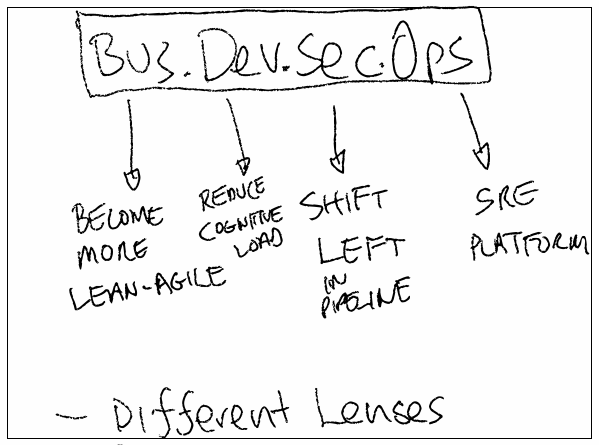 Bus.Dev.Sec.Ops
BECOME
MORE
LEAN-AGILE
REDUCE
COGNITIVE
LOAD
SHIFT
LEFT
IN
PIPELINE
SRE
PLATFORM
- Different Lenses